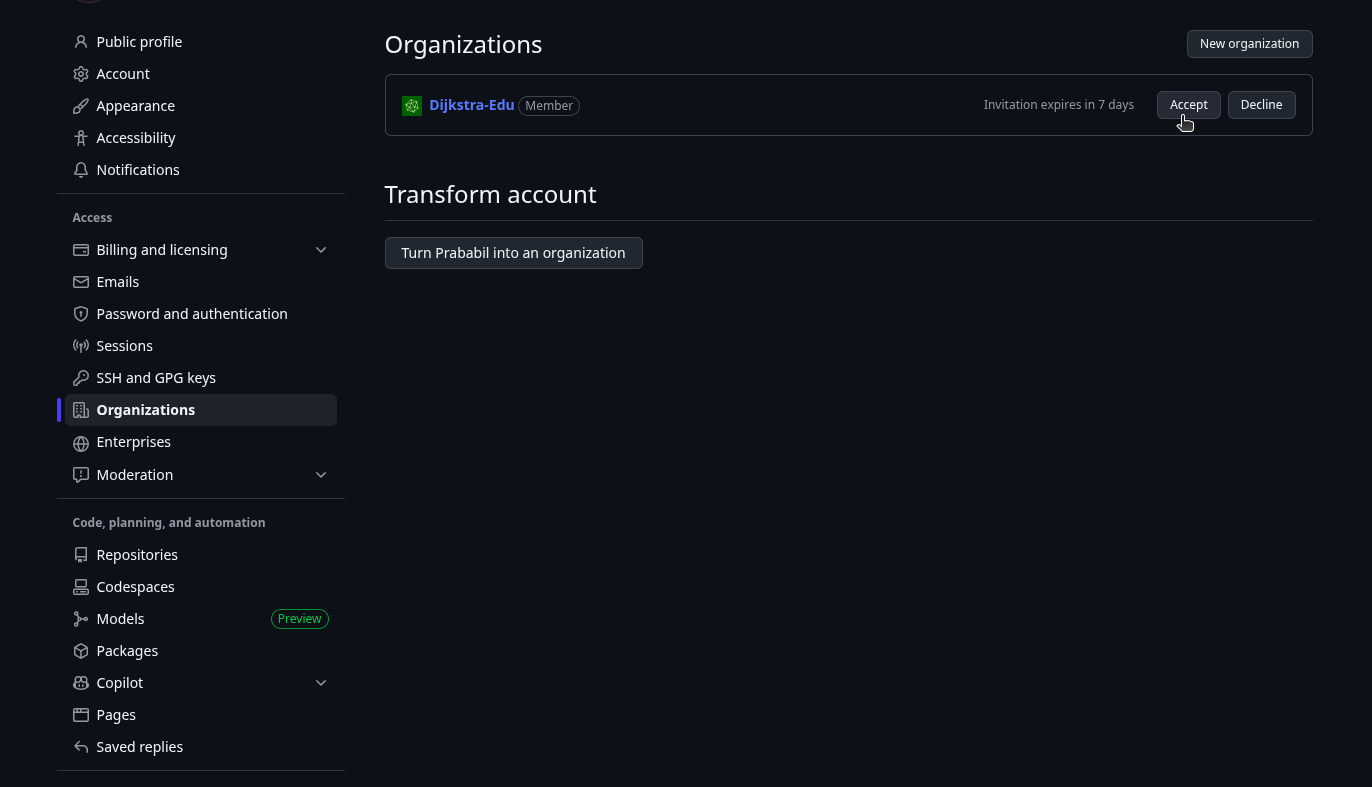 Public profile
Account
Appearance
Accessibility
Notifications
Access
Billing and licensing
Emails
Password and authentication
Sessions
SSH and GPG keys
Organizations
Enterprises
Moderation
Code, planning, and automation
Repositories
Codespaces
Models Preview
Packages
Copilot
Pages
Saved replies
Organizations New organization
Dijkstra-Edu Member Invitation expires in 7 days Accept Decline
Transform account
Turn Prababil into an organization